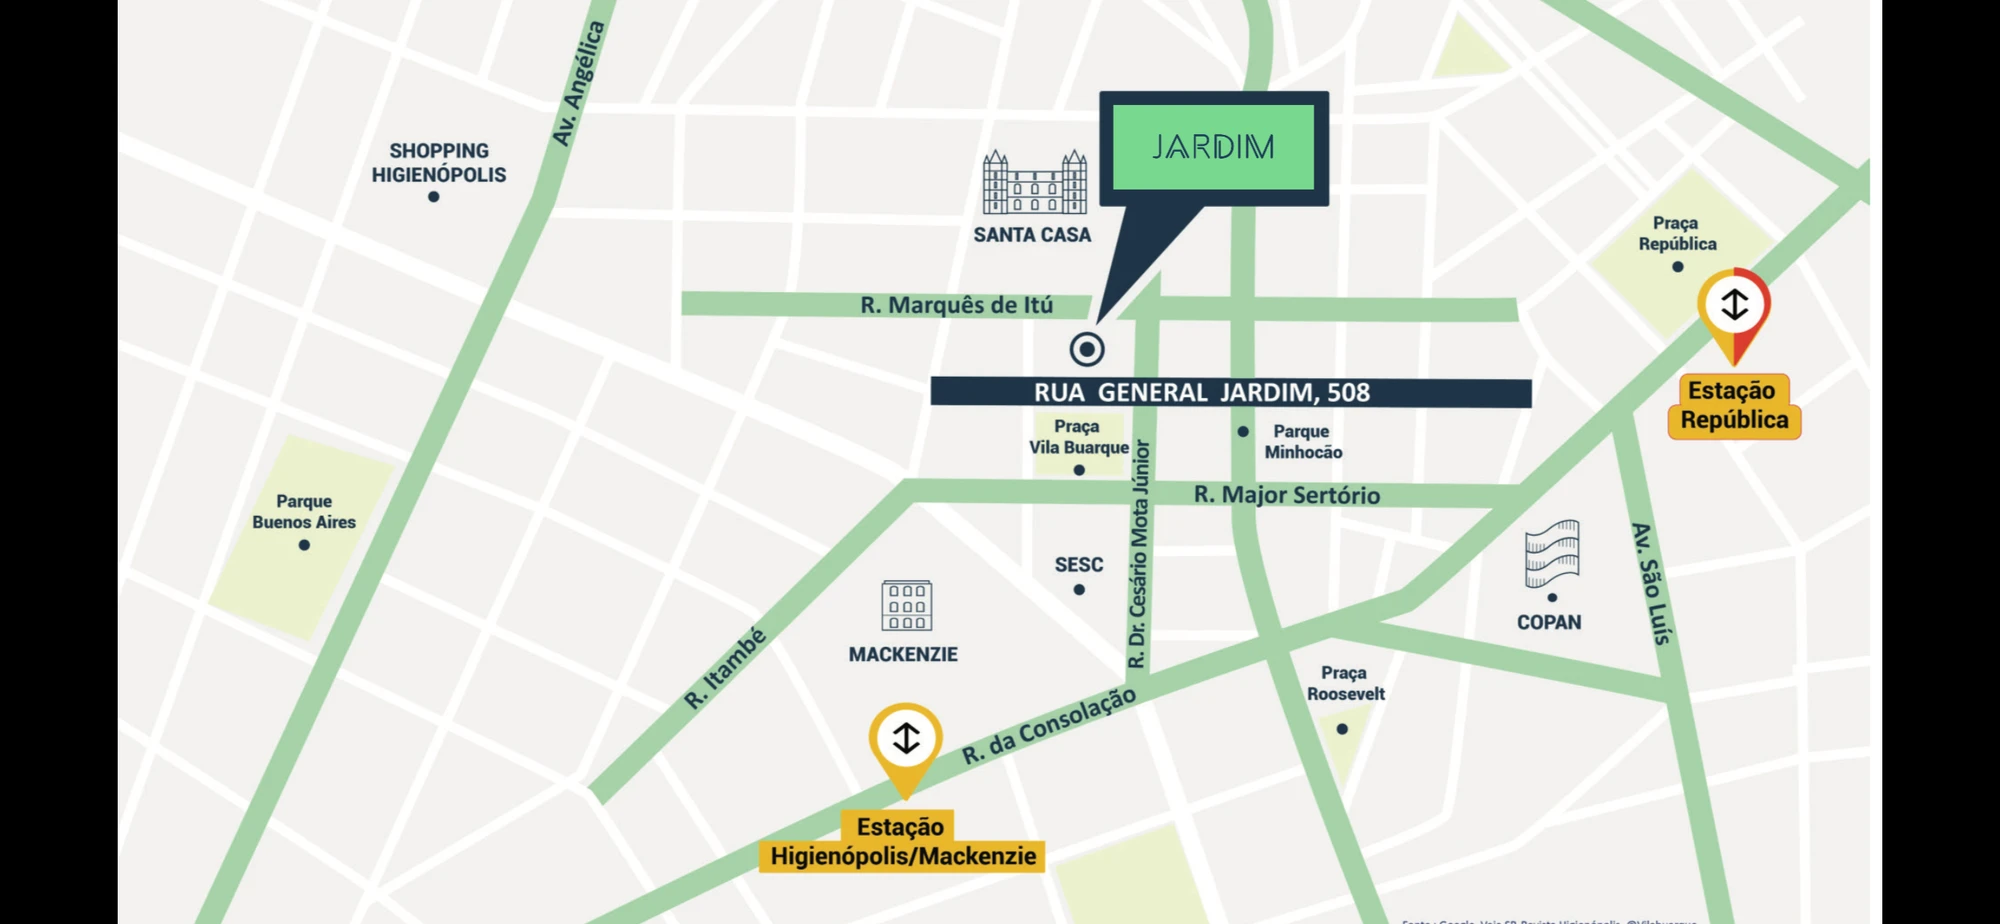 Av. Angélica
SHOPPING
HIGIENÓPOLIS
JARDIM
SANTA CASA
Praça
República
R. Marquês de Itú
Estação
República
RUA GENERAL JARDIM, 508
Praça
Vila Buarque
Parque
Minhocão
R. Major Sertório
Parque
Buenos Aires
R. Dr. Cesário Mota Júnior
SESC
Av. São Luís
COPAN
MACKENZIE
R. Itambé
Praça
Roosevelt
R. da Consolação
Estação
Higienópolis/Mackenzie